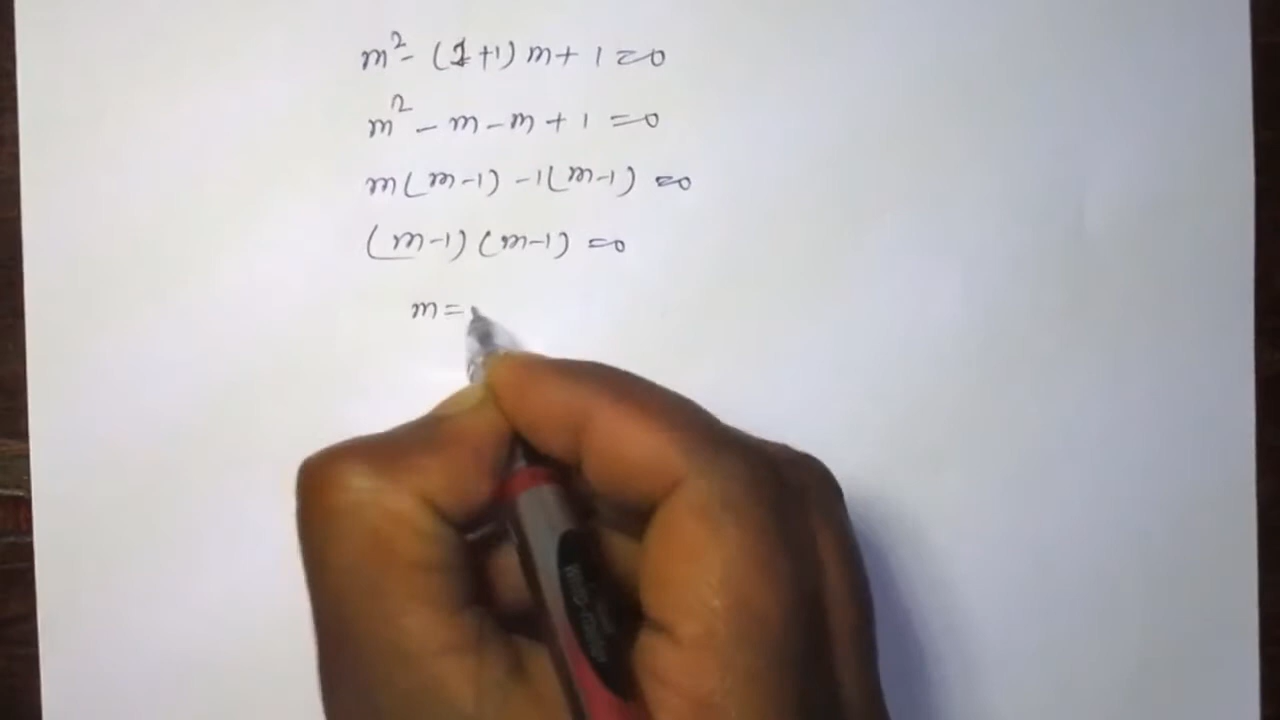 m² - (1+1) m + 1 = 0
m² - m - m + 1 = 0
m(m-1) -1(m-1) = 0
(m-1) (m-1) = 0
m =